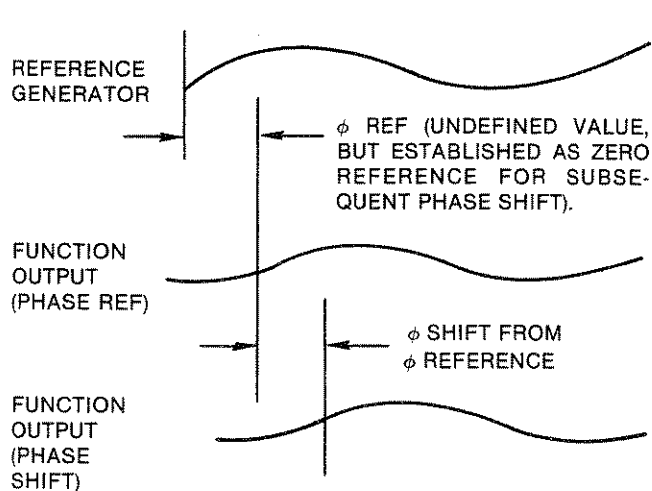 REFERENCE
GENERATOR
ϕ REF (UNDEFINED VALUE,
BUT ESTABLISHED AS ZERO
REFERENCE FOR SUBSE-
QUENT PHASE SHIFT).
FUNCTION
OUTPUT
(PHASE REF)
ϕ SHIFT FROM
ϕ REFERENCE
FUNCTION
OUTPUT
(PHASE
SHIFT)